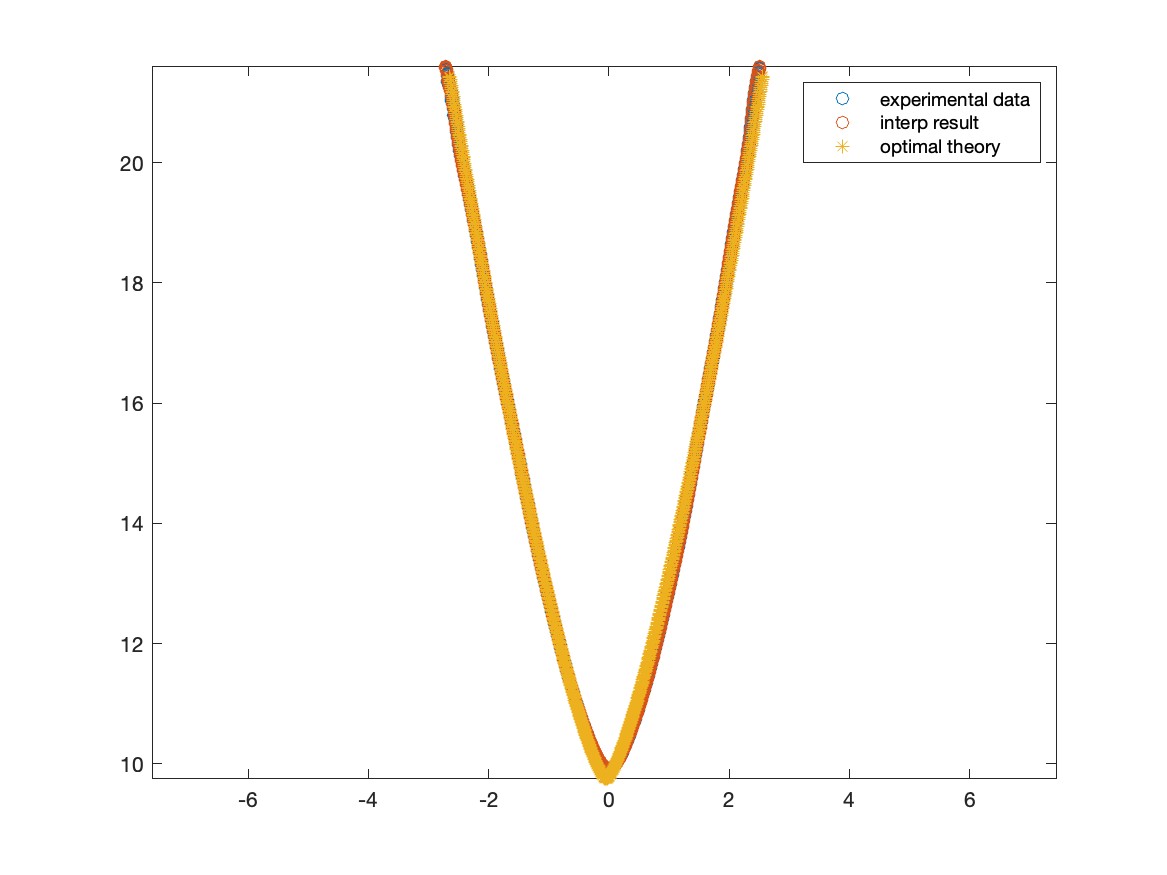 experimental data
interp result
optimal theory
20
18
16
14
12
10
-6 -4 -2 0 2 4 6